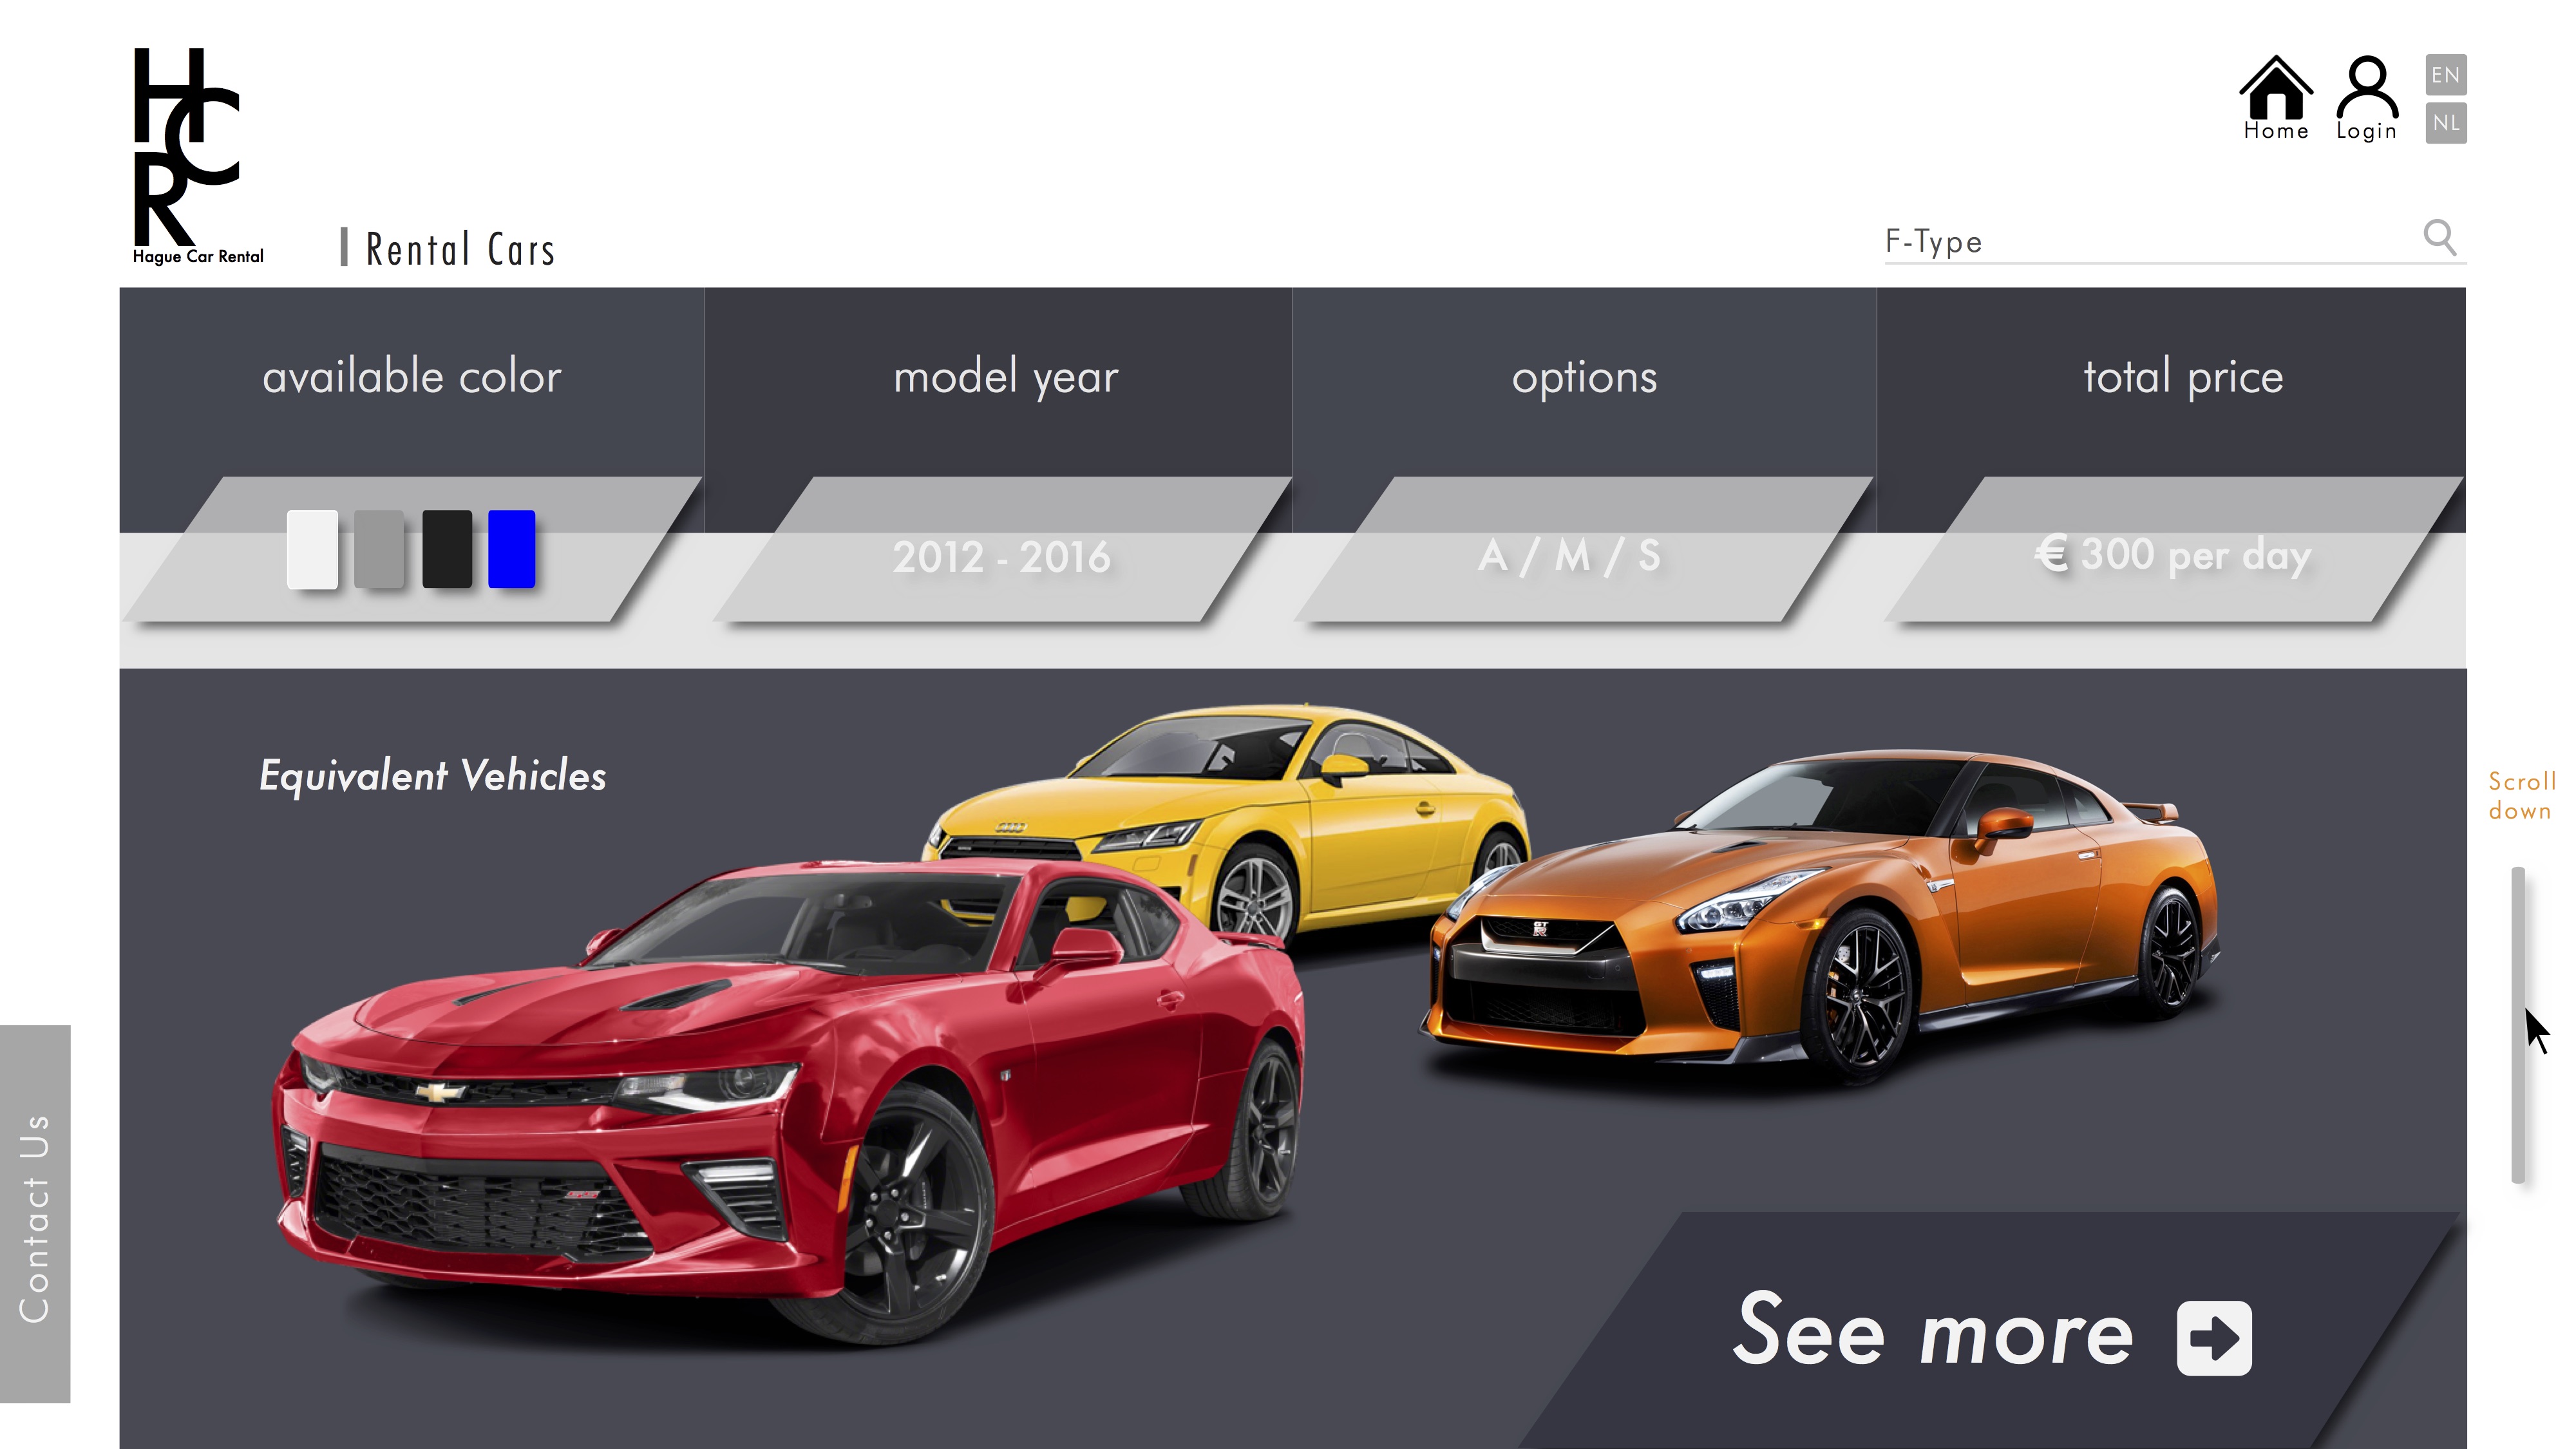 HCR
Hague Car Rental
Home
Login
EN
NL
Rental Cars
F-Type
available color
model year
options
total price
2012 - 2016
A / M / S
€ 300 per day
Equivalent Vehicles
GT
R
Scroll
down
Contact Us
See more